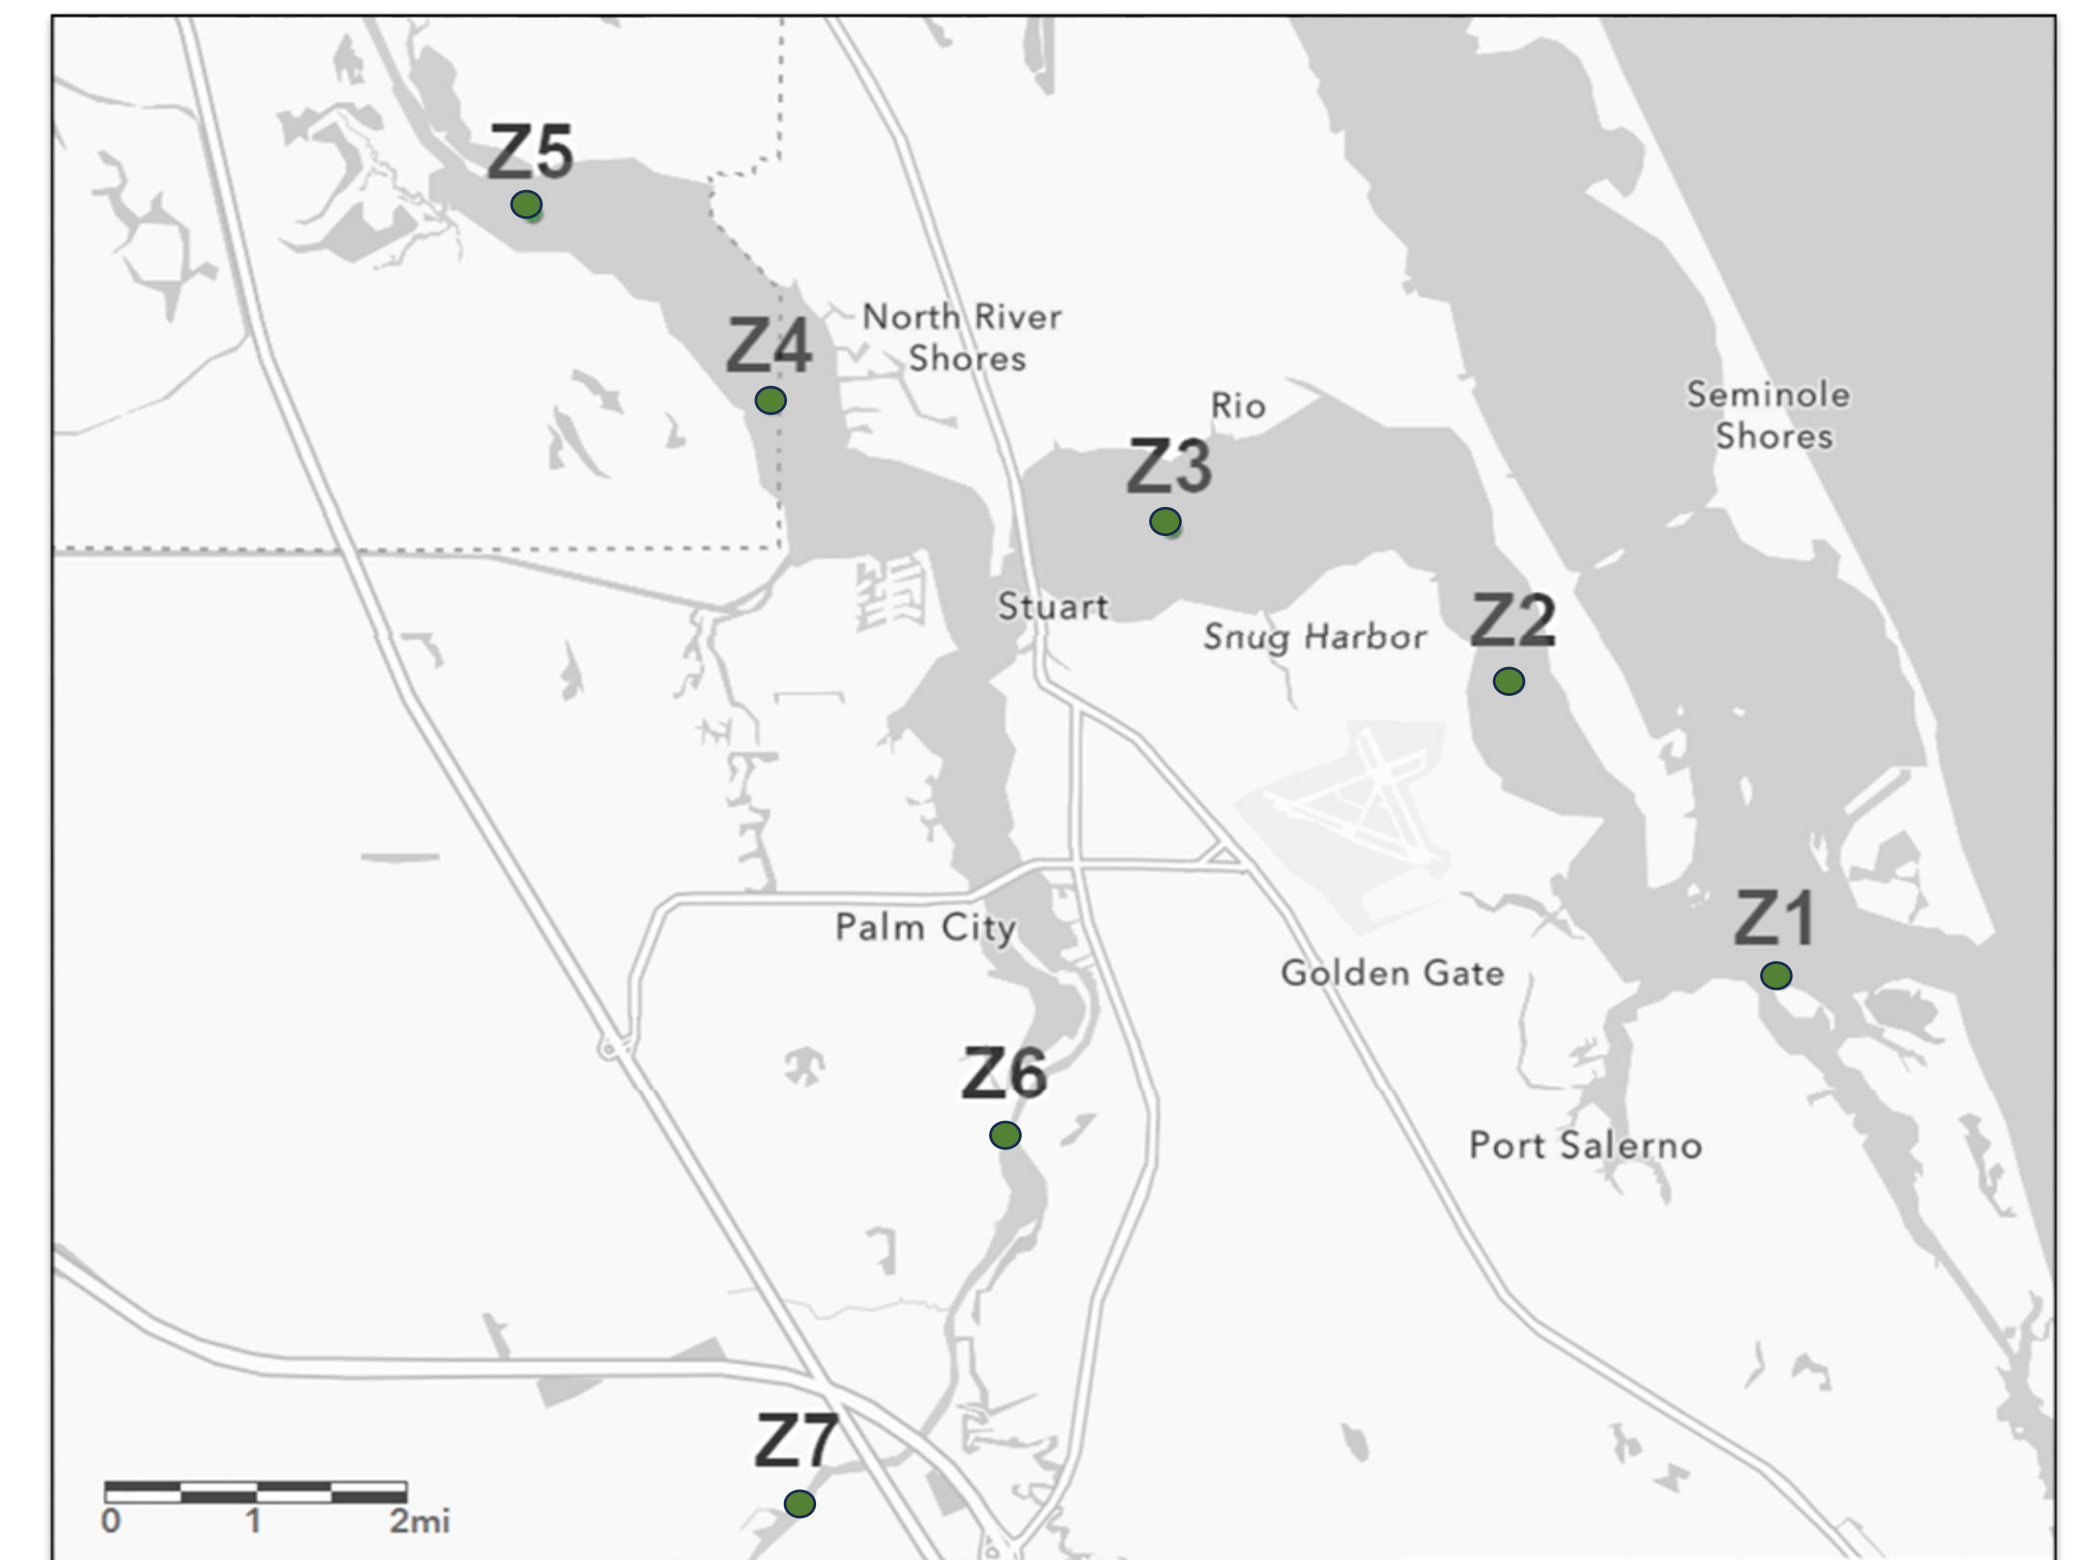 Z5
North River
Shores
Z4
Rio
Seminole
Shores
Z3
Stuart
Snug Harbor
Z2
Palm City
Z1
Golden Gate
Z6
Port Salerno
Z7
0 1 2mi